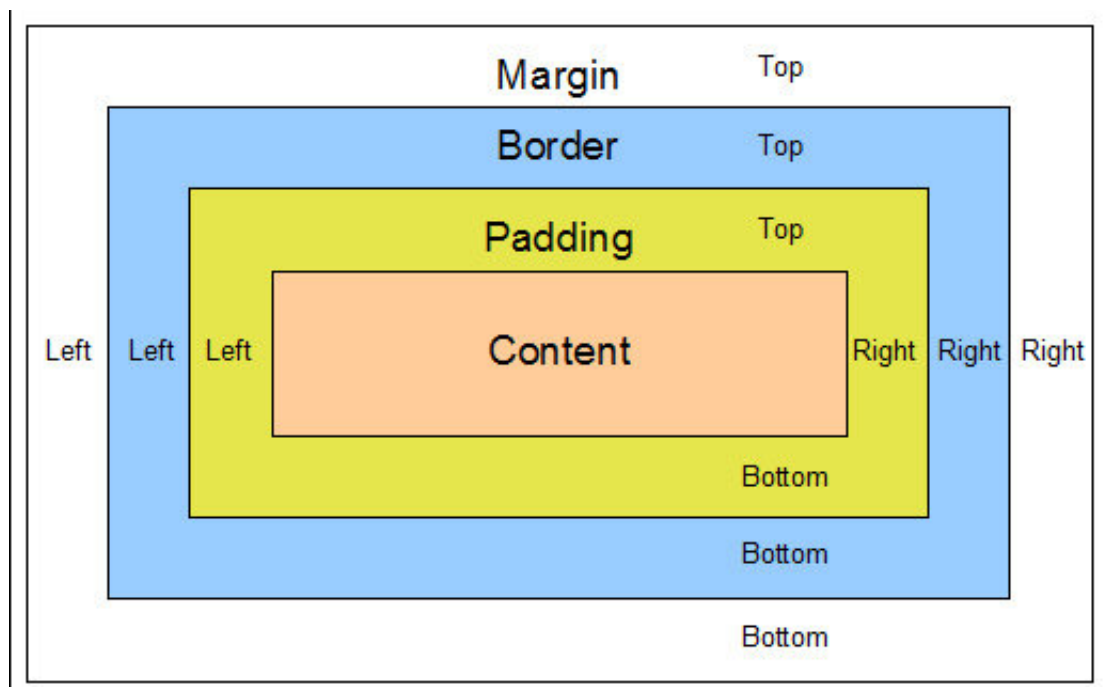 Margin Top
Border Top
Padding Top
Left Left Left Content Right Right Right
Bottom
Bottom
Bottom